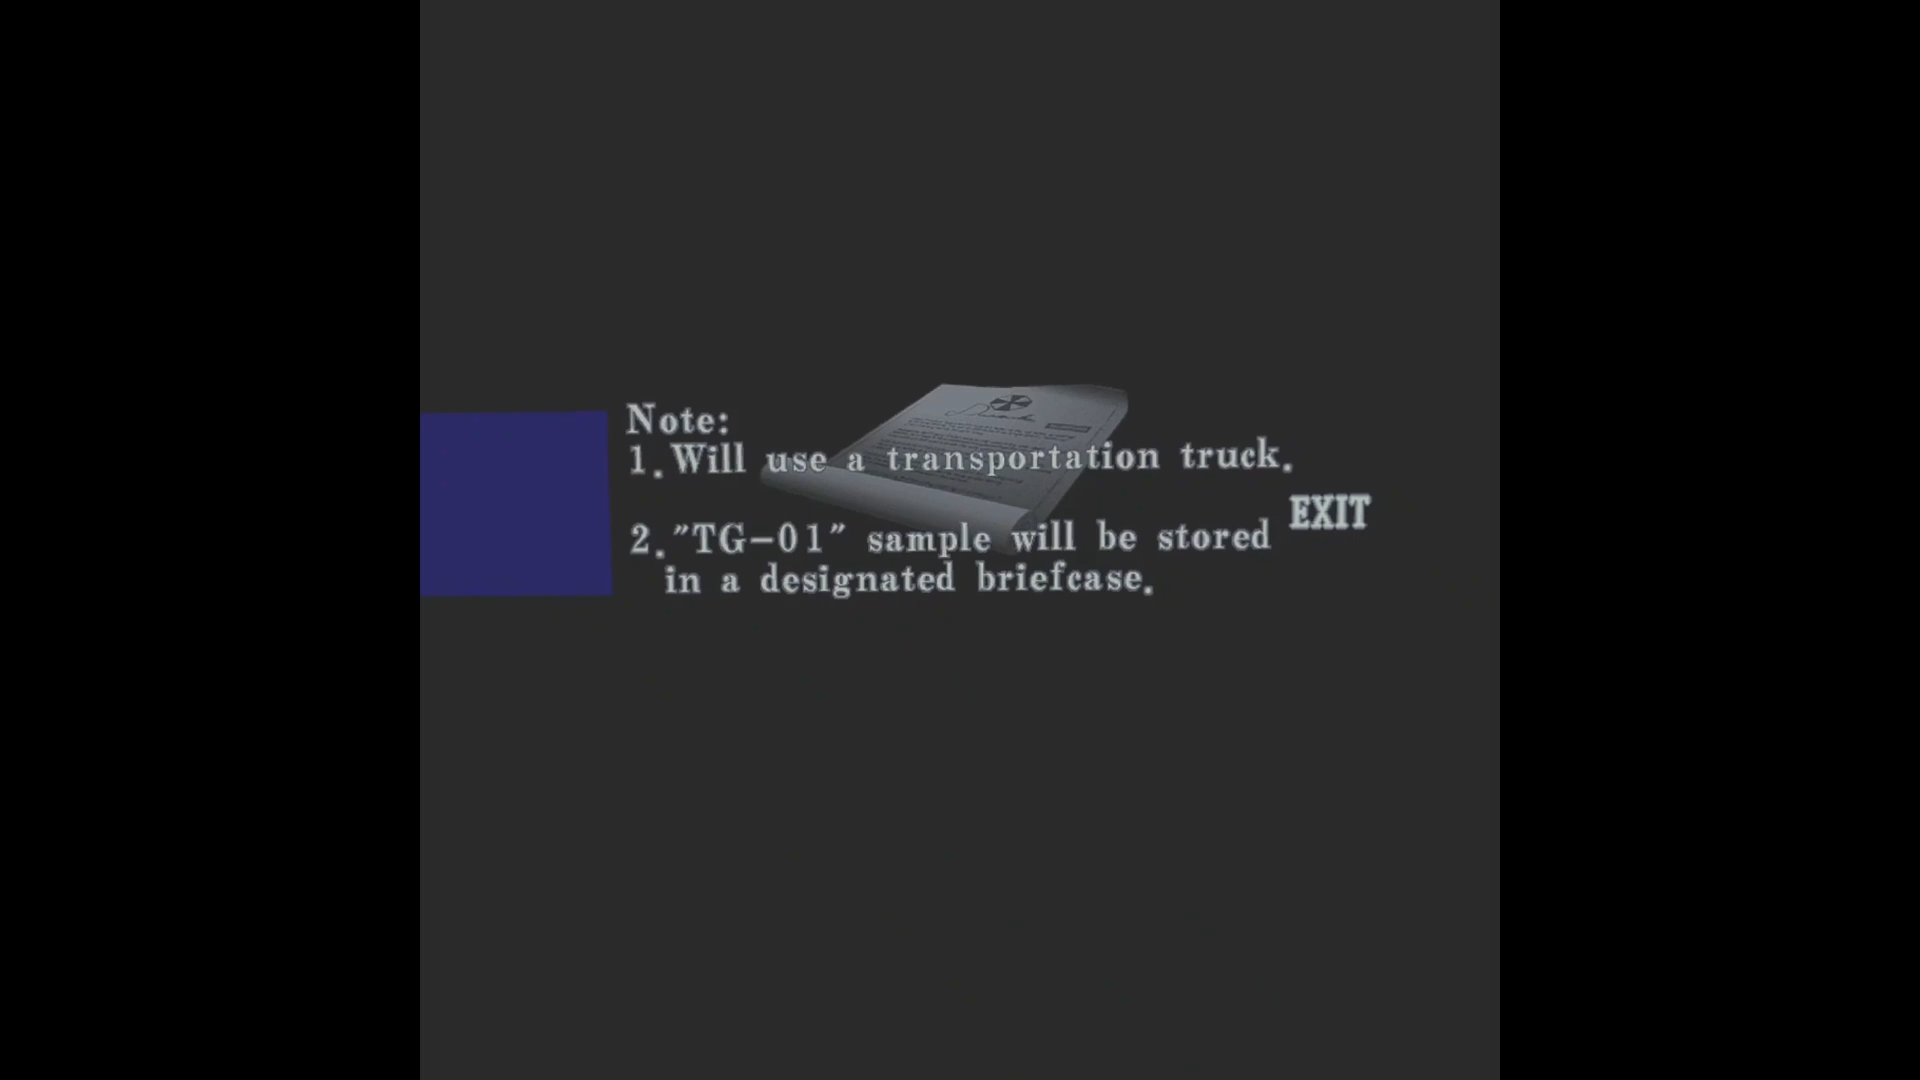 Note:
1.Will use a transportation truck.
2."TG-01" sample will be stored
in a designated briefcase.
EXIT